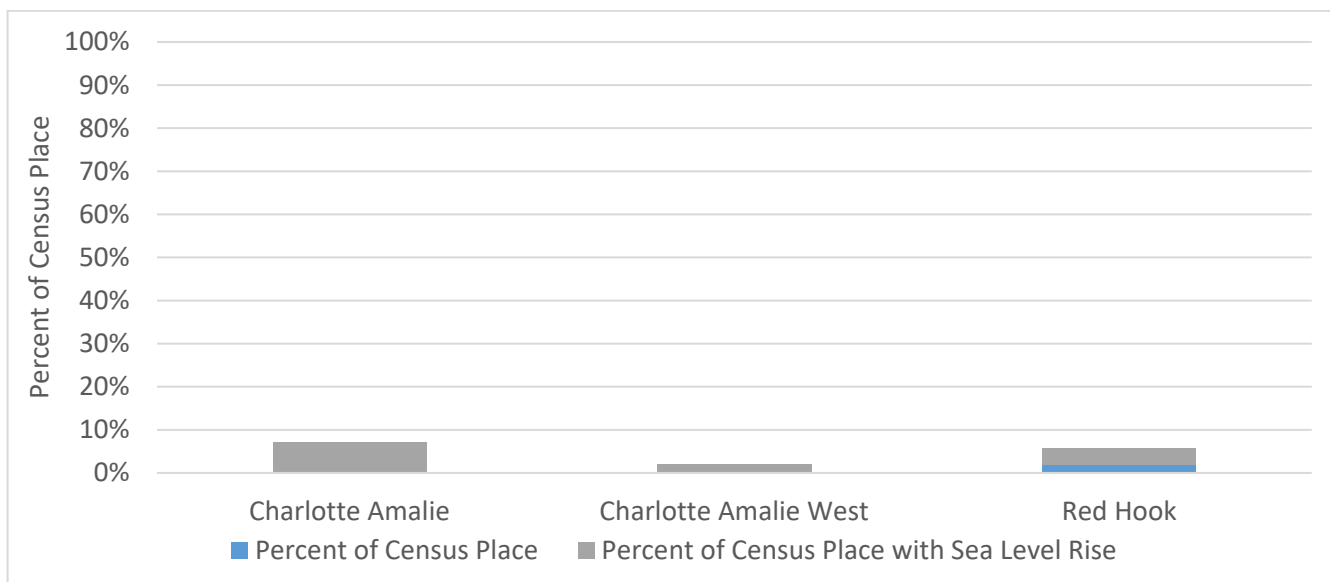 Percent of Census Place
100%
90%
80%
70%
60%
50%
40%
30%
20%
10%
0%
Charlotte Amalie
Charlotte Amalie West
Red Hook
Percent of Census Place
Percent of Census Place with Sea Level Rise